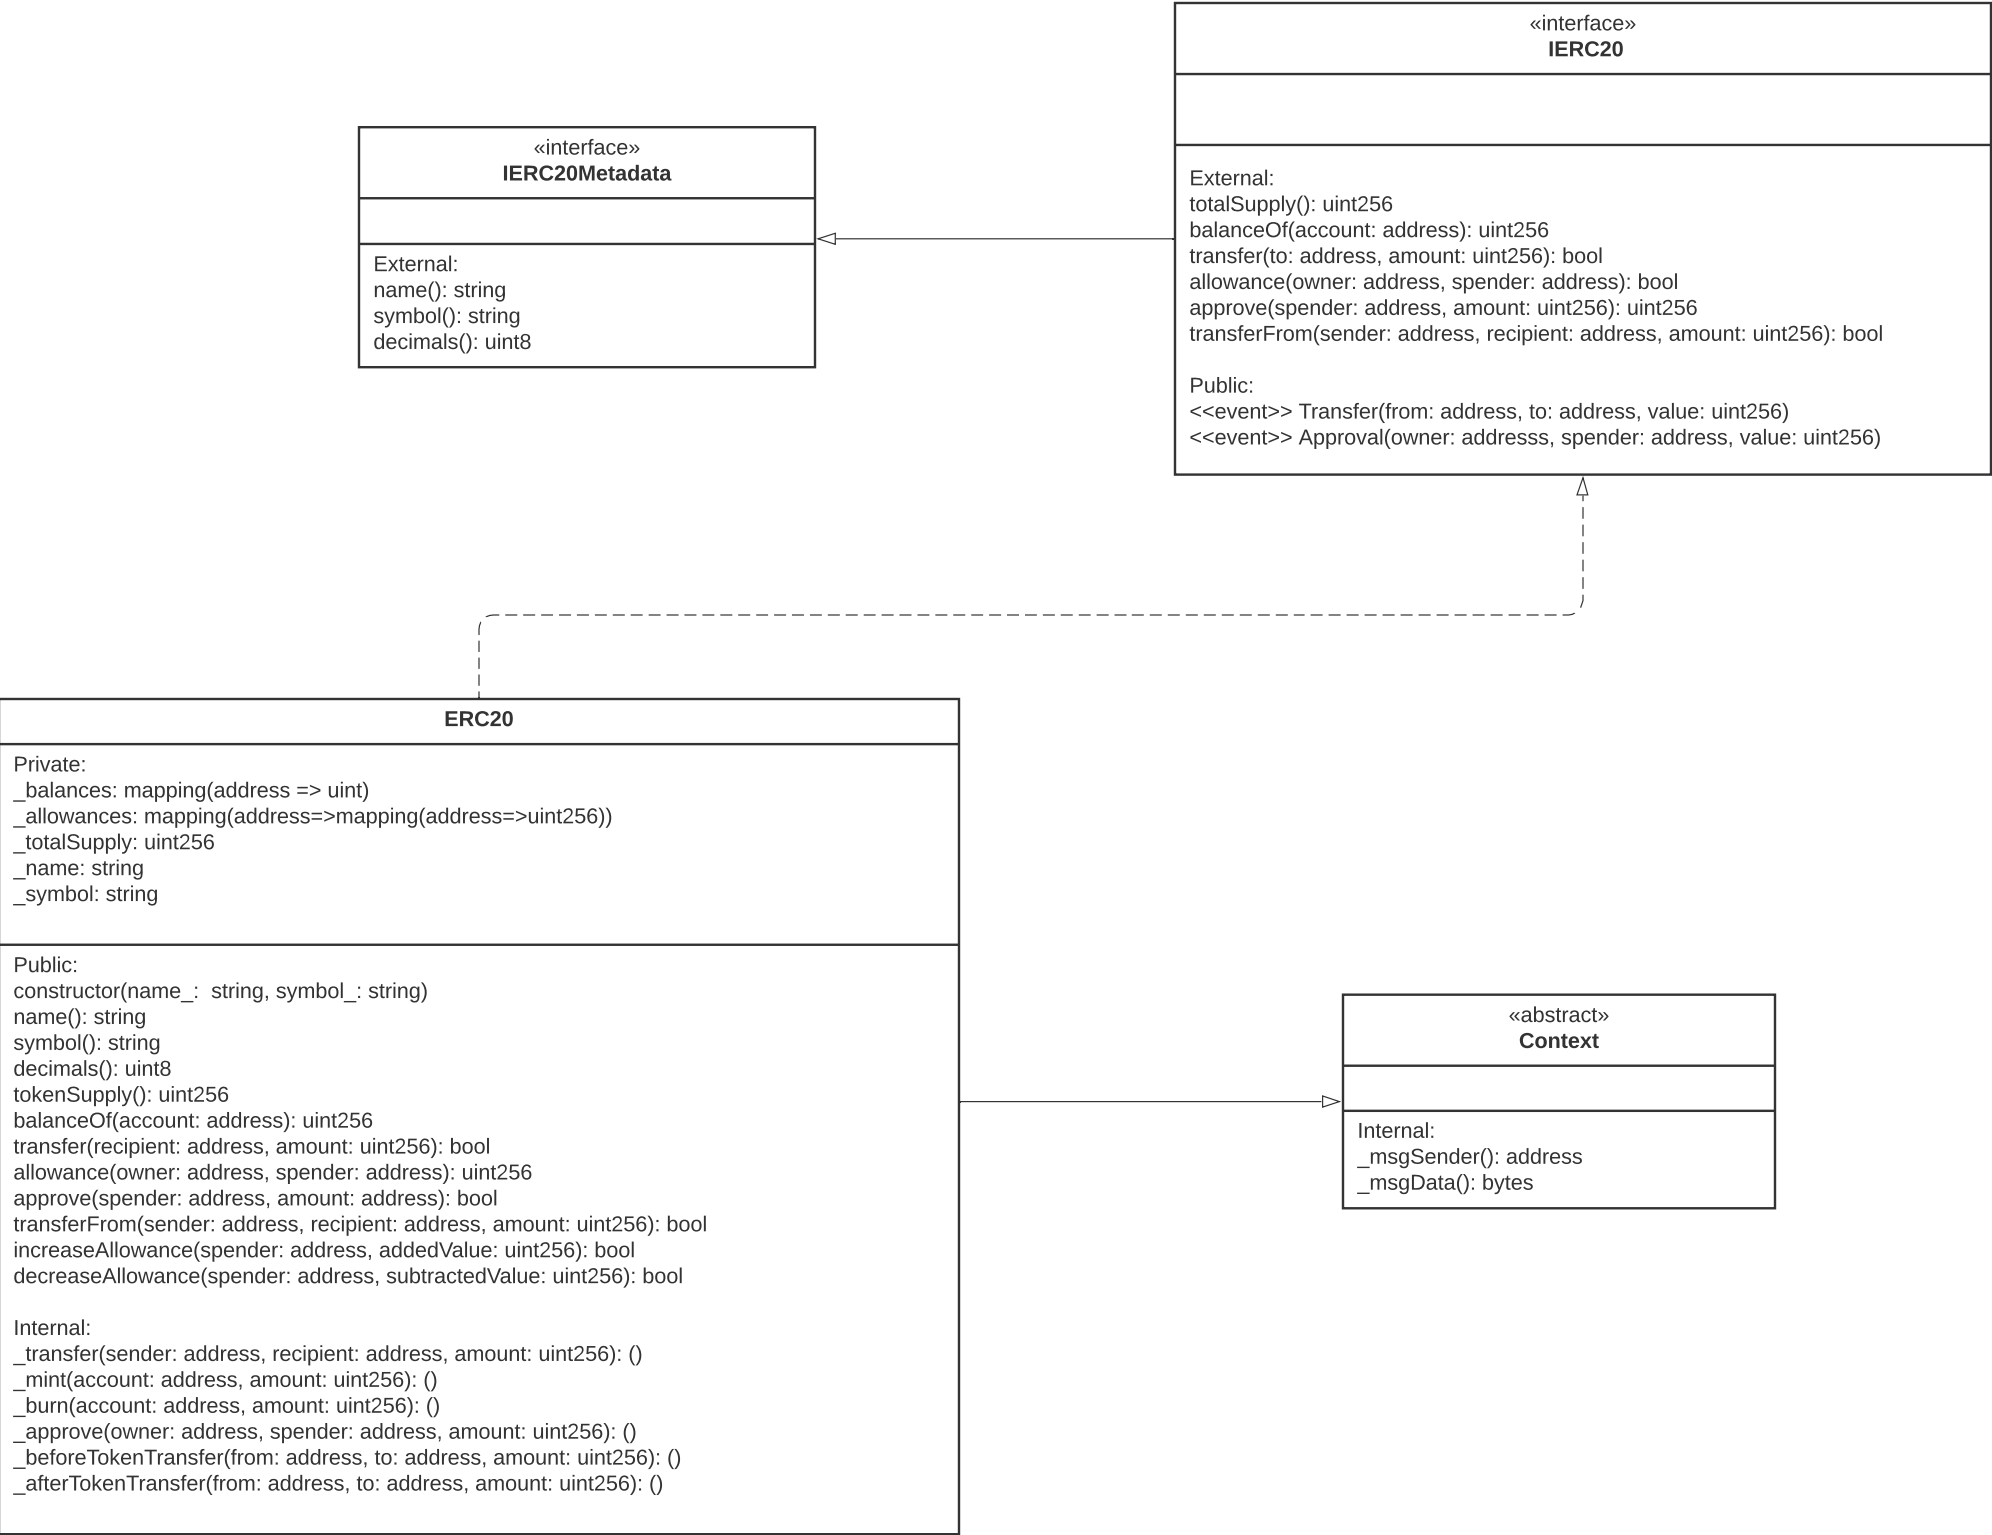 «interface»
IERC20
External:
totalSupply(): uint256
balanceOf(account: address): uint256
transfer(to: address, amount: uint256): bool
allowance(owner: address, spender: address): bool
approve(spender: address, amount: uint256): uint256
transferFrom(sender: address, recipient: address, amount: uint256): bool
Public:
<<event>> Transfer(from: address, to: address, value: uint256)
<<event>> Approval(owner: addresss, spender: address, value: uint256)
«interface»
IERC20Metadata
External:
name(): string
symbol(): string
decimals(): uint8
ERC20
Private:
_balances: mapping(address => uint)
_allowances: mapping(address=>mapping(address=>uint256))
_totalSupply: uint256
_name: string
_symbol: string
Public:
constructor(name_:  string, symbol_: string)
name(): string
symbol(): string
decimals(): uint8
tokenSupply(): uint256
balanceOf(account: address): uint256
transfer(recipient: address, amount: uint256): bool
allowance(owner: address, spender: address): uint256
approve(spender: address, amount: address): bool
transferFrom(sender: address, recipient: address, amount: uint256): bool
increaseAllowance(spender: address, addedValue: uint256): bool
decreaseAllowance(spender: address, subtractedValue: uint256): bool
Internal:
_transfer(sender: address, recipient: address, amount: uint256): ()
_mint(account: address, amount: uint256): ()
_burn(account: address, amount: uint256): ()
_approve(owner: address, spender: address, amount: uint256): ()
_beforeTokenTransfer(from: address, to: address, amount: uint256): ()
_afterTokenTransfer(from: address, to: address, amount: uint256): ()
«abstract»
Context
Internal:
_msgSender(): address
_msgData(): bytes